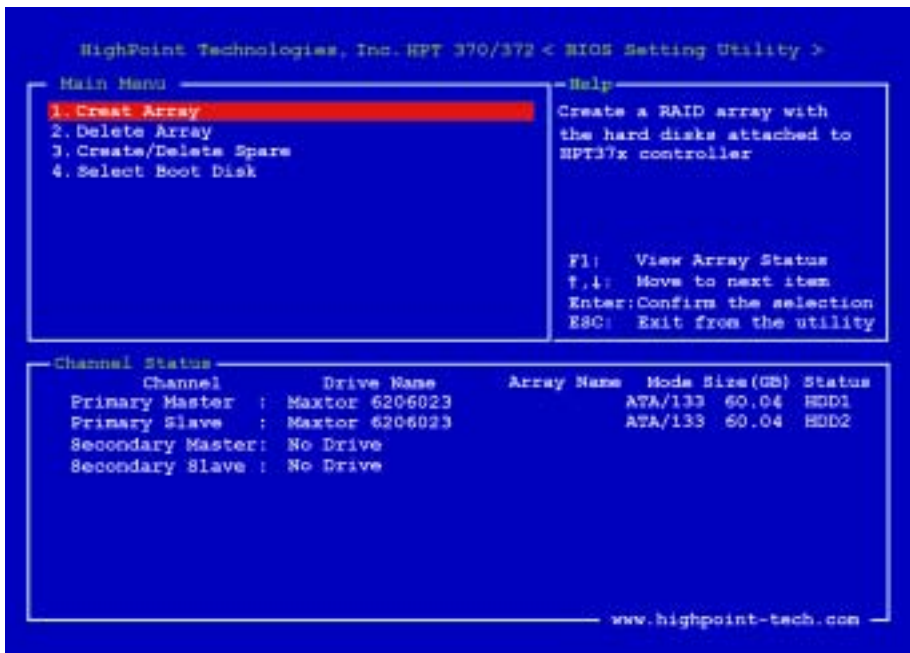 HighPoint Technologies, Inc. HPT 370/372 < BIOS Setting Utility >
Main Menu
1. Creat Array
2. Delete Array
3. Create/Delete Spare
4. Select Boot Disk
Help
Create a RAID array with
the hard disks attached to
HPT37x controller
F1: View Array Status
↑,↓: Move to next item
Enter:Confirm the selection
ESC: Exit from the utility
Channel Status
Channel Drive Name Array Name Mode Size(GB) Status
Primary Master : Maxtor 6206023 ATA/133 60.04 HDD1
Primary Slave : Maxtor 6206023 ATA/133 60.04 HDD2
Secondary Master: No Drive
Secondary Slave : No Drive
www.highpoint-tech.com